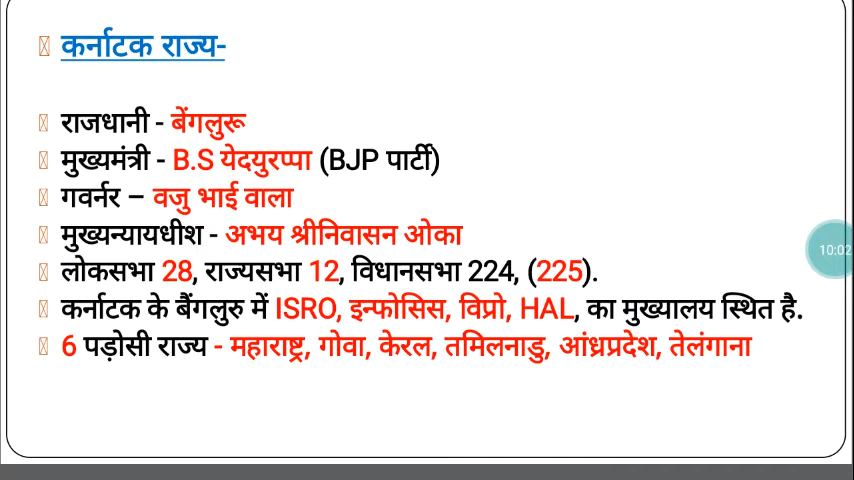 कर्नाटक राज्य-
राजधानी - बेंगलुरू
मुख्यमंत्री - B.S येदयुरप्पा (BJP पार्टी)
गवर्नर – वजु भाई वाला
मुख्यन्यायधीश - अभय श्रीनिवासन ओका
लोकसभा 28, राज्यसभा 12, विधानसभा 224, (225).
कर्नाटक के बैंगलुरु में ISRO, इन्फोसिस, विप्रो, HAL, का मुख्यालय स्थित है.
6 पड़ोसी राज्य - महाराष्ट्र, गोवा, केरल, तमिलनाडु, आंध्रप्रदेश, तेलंगाना
10:02